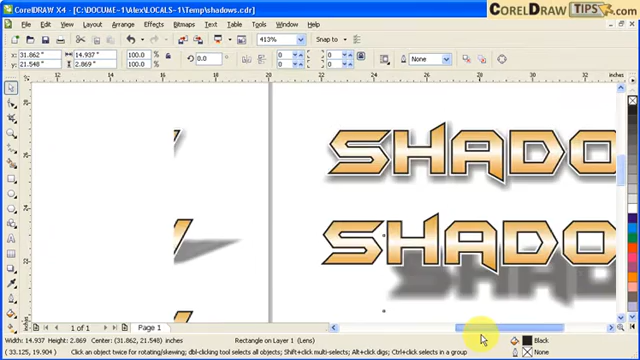 CorelDRAW X4 - [C:\DOCUME~1\Alex\LOCALS~1\Temp\shadows.cdr]
CORELDRAW TIPS.com
File Edit View Layout Arrange Effects Bitmaps Text Table Tools Window Help
413% Snap to
x: 31.862 " 14.937 " 100.0 % 0.0 None
y: 21.548 " 2.869 " 100.0 %
12 14 16 18 20 22 24 26 28 30 32 inches
SHADO
SHADO
1 of 1 Page 1
Width: 14.937 Height: 2.869 Center: (31.862, 21.548) inches Rectangle on Layer 1 (Lens) Black
(33.125, 19.904) Click an object twice for rotating/skewing; dbl-clicking tool selects all objects; Shift+click multi-selects; Alt+click digs; Ctrl+click selects in a group None